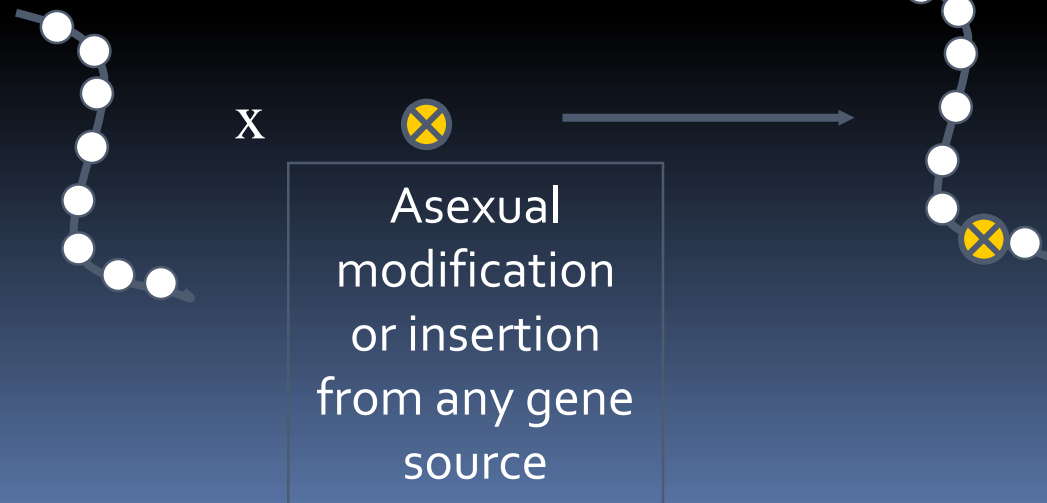 x
Asexual
modification
or insertion
from any gene
source